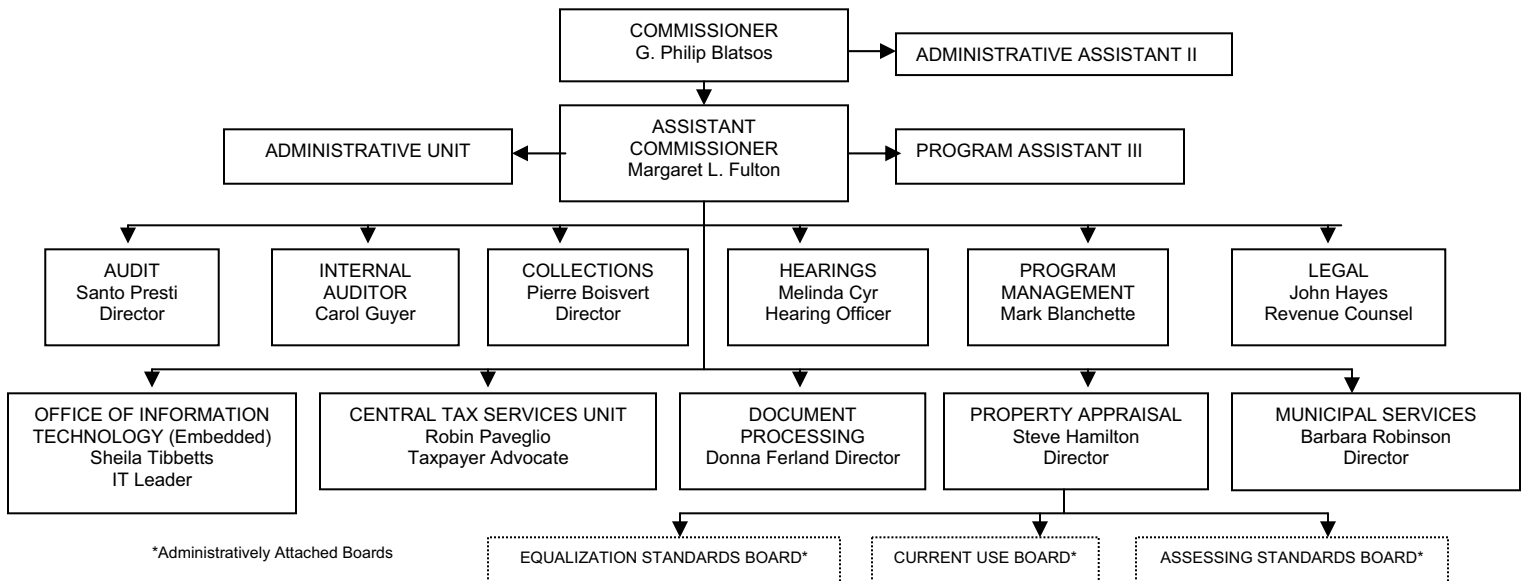 COMMISSIONER
G. Philip Blatsos
ADMINISTRATIVE ASSISTANT II
ADMINISTRATIVE UNIT
ASSISTANT
COMMISSIONER
Margaret L. Fulton
PROGRAM ASSISTANT III
AUDIT
Santo Presti
Director
INTERNAL
AUDITOR
Carol Guyer
COLLECTIONS
Pierre Boisvert
Director
HEARINGS
Melinda Cyr
Hearing Officer
PROGRAM
MANAGEMENT
Mark Blanchette
LEGAL
John Hayes
Revenue Counsel
OFFICE OF INFORMATION
TECHNOLOGY (Embedded)
Sheila Tibbetts
IT Leader
CENTRAL TAX SERVICES UNIT
Robin Paveglio
Taxpayer Advocate
DOCUMENT
PROCESSING
Donna Ferland Director
PROPERTY APPRAISAL
Steve Hamilton
Director
MUNICIPAL SERVICES
Barbara Robinson
Director
*Administratively Attached Boards
EQUALIZATION STANDARDS BOARD*
CURRENT USE BOARD*
ASSESSING STANDARDS BOARD*